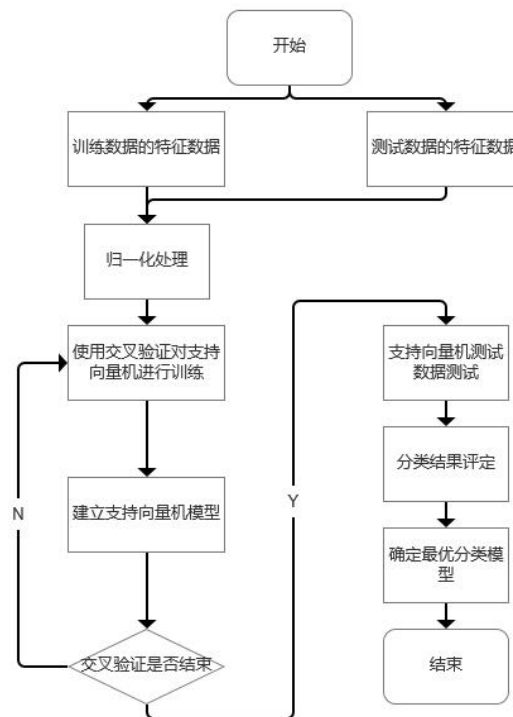 开始
训练数据的特征数据
测试数据的特征数据
归一化处理
使用交叉验证对支持
向量机进行训练
建立支持向量机模型
交叉验证是否结束
N
Y
支持向量机测试
数据测试
分类结果评定
确定最优分类模
型
结束